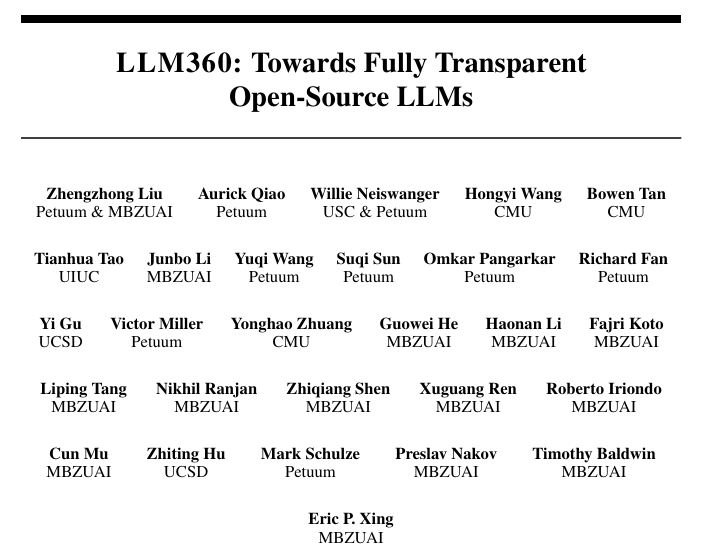 LLM360: Towards Fully Transparent
Open-Source LLMs
Zhengzhong Liu Aurick Qiao Willie Neiswanger Hongyi Wang Bowen Tan
Petuum & MBZUAI Petuum USC & Petuum CMU CMU
Tianhua Tao Junbo Li Yuqi Wang Suqi Sun Omkar Pangarkar Richard Fan
UIUC MBZUAI Petuum Petuum Petuum Petuum
Yi Gu Victor Miller Yonghao Zhuang Guowei He Haonan Li Fajri Koto
UCSD Petuum CMU MBZUAI MBZUAI MBZUAI
Liping Tang Nikhil Ranjan Zhiqiang Shen Xuguang Ren Roberto Iriondo
MBZUAI MBZUAI MBZUAI MBZUAI MBZUAI
Cun Mu Zhiting Hu Mark Schulze Preslav Nakov Timothy Baldwin
MBZUAI UCSD Petuum MBZUAI MBZUAI
Eric P. Xing
MBZUAI